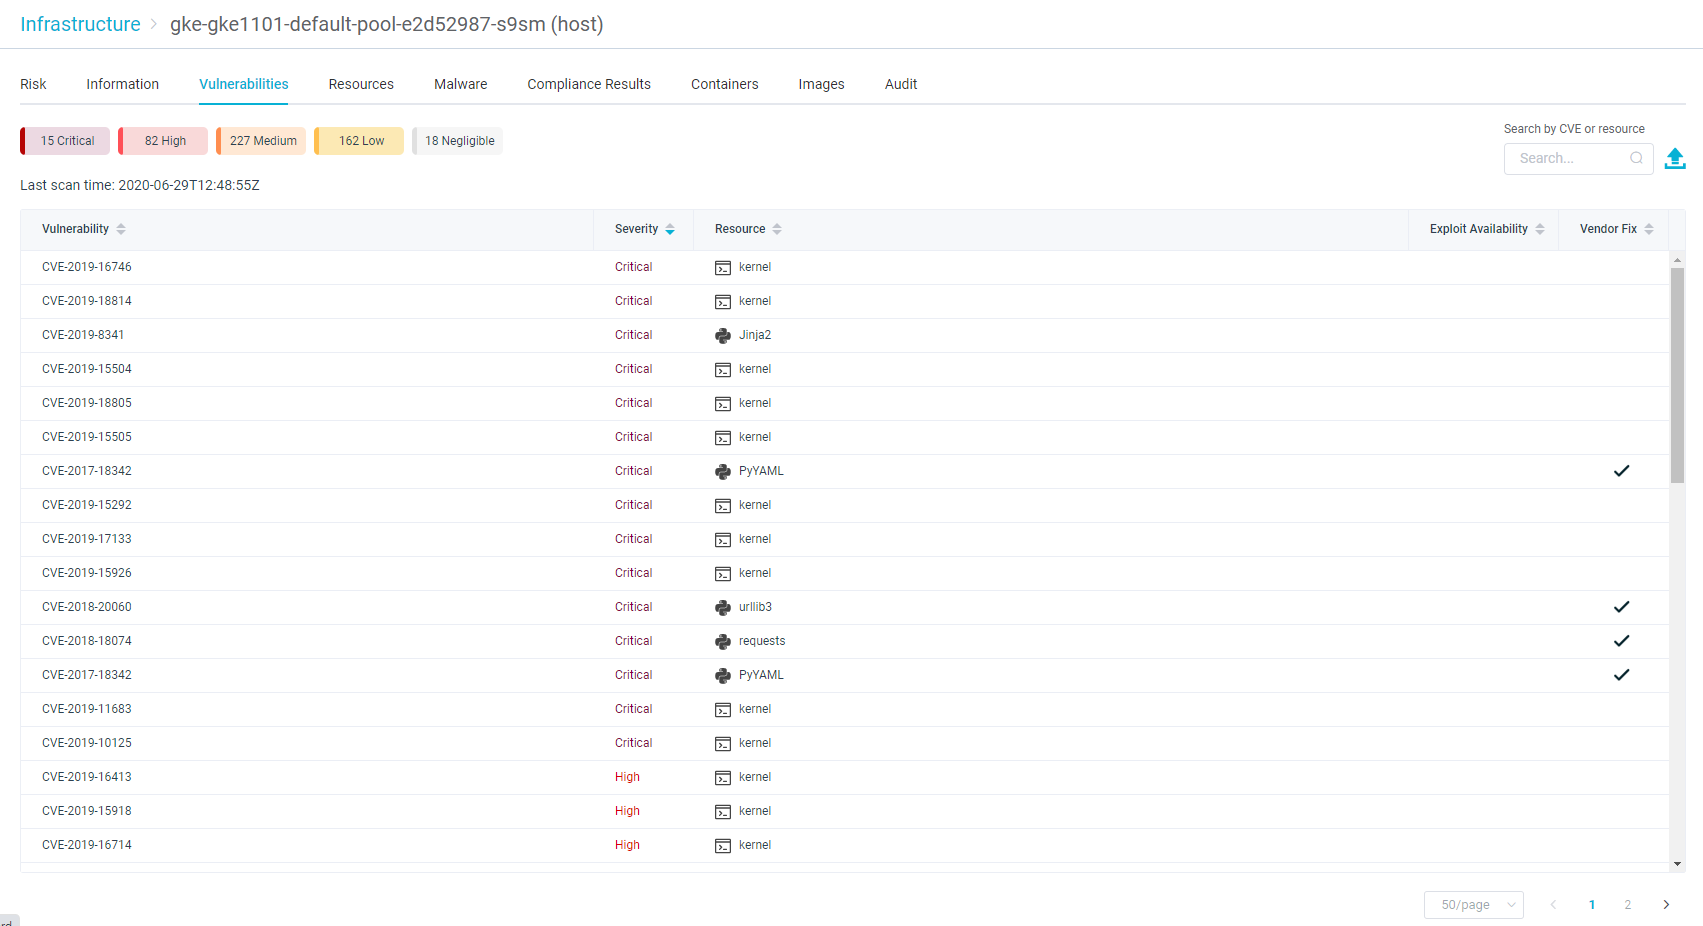 Infrastructure > gke-gke1101-default-pool-e2d52987-s9sm (host)
Risk Information Vulnerabilities Resources Malware Compliance Results Containers Images Audit
15 Critical 82 High 227 Medium 162 Low 18 Negligible
Search by CVE or resource
Search...
Last scan time: 2020-06-29T12:48:55Z
Vulnerability Severity Resource Exploit Availability Vendor Fix
CVE-2019-16746 Critical kernel
CVE-2019-18814 Critical kernel
CVE-2019-8341 Critical Jinja2
CVE-2019-15504 Critical kernel
CVE-2019-18805 Critical kernel
CVE-2019-15505 Critical kernel
CVE-2017-18342 Critical PyYAML ✓
CVE-2019-15292 Critical kernel
CVE-2019-17133 Critical kernel
CVE-2019-15926 Critical kernel
CVE-2018-20060 Critical urllib3 ✓
CVE-2018-18074 Critical requests ✓
CVE-2017-18342 Critical PyYAML ✓
CVE-2019-11683 Critical kernel
CVE-2019-10125 Critical kernel
CVE-2019-16413 High kernel
CVE-2019-15918 High kernel
CVE-2019-16714 High kernel
50/page < 1 2 >